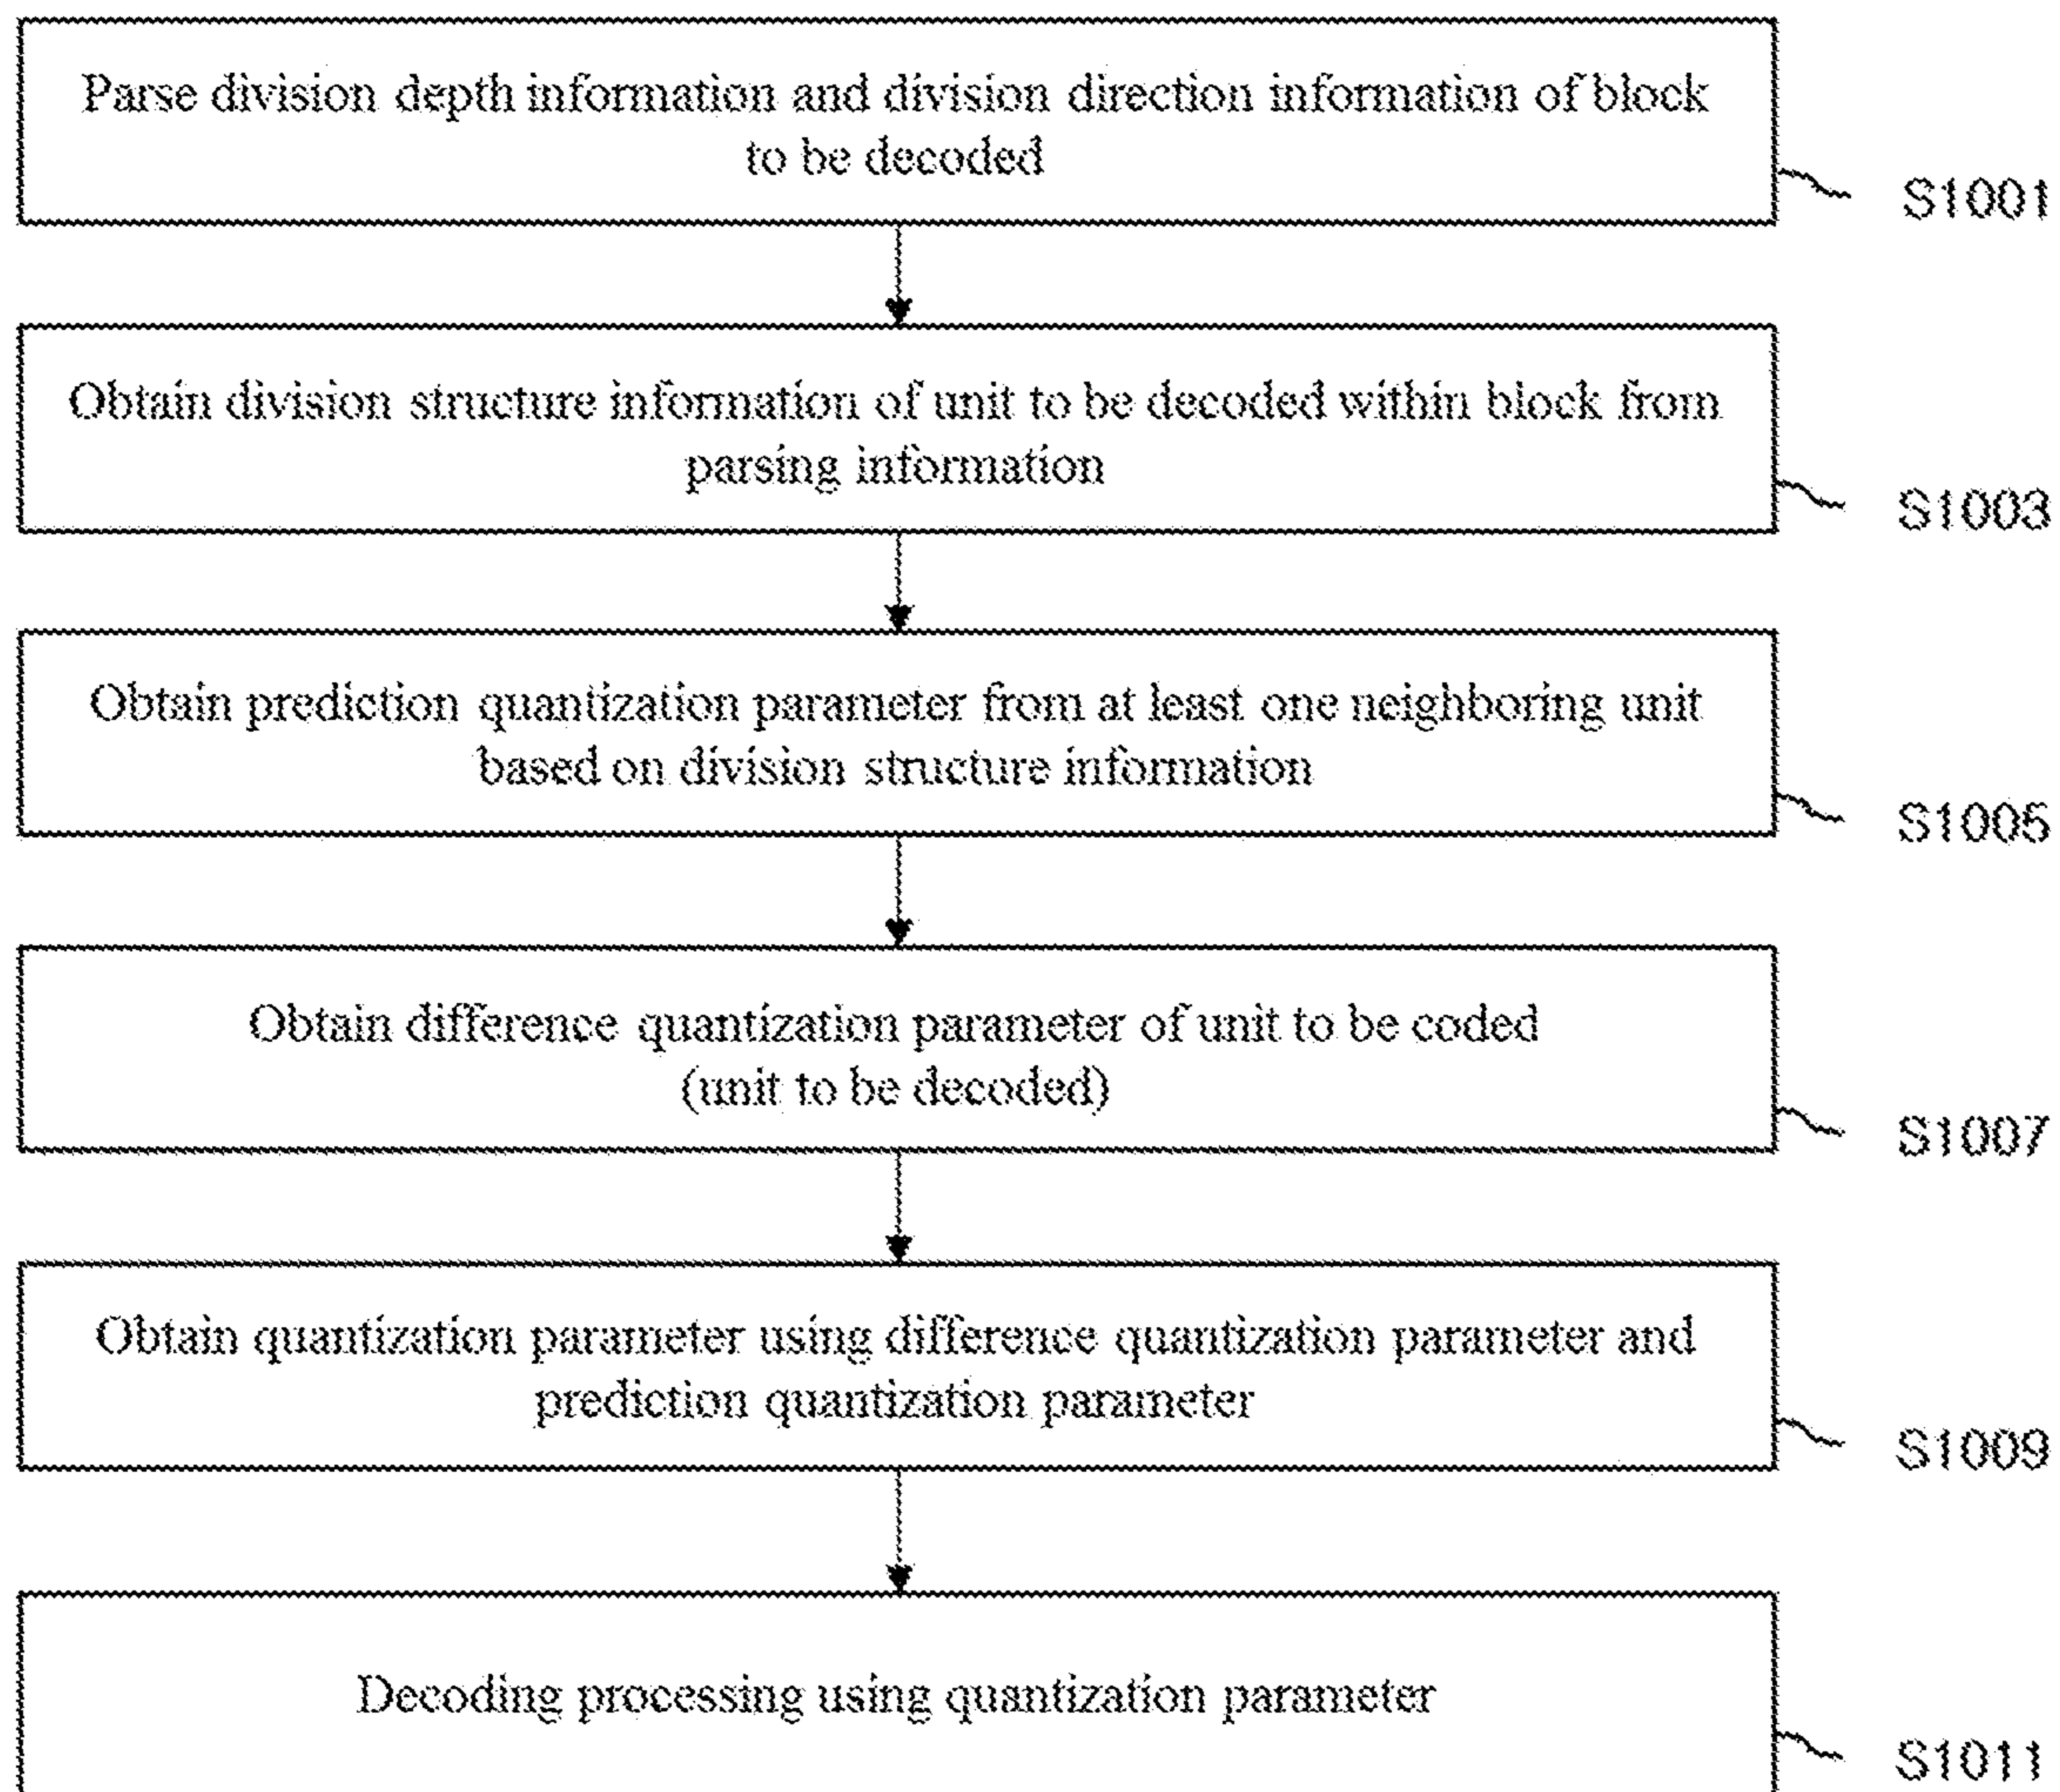 Parse division depth information and division direction information of block
to be decoded
S1001
Obtain division structure information of unit to be decoded within block from
parsing information
S1003
Obtain prediction quantization parameter from at least one neighboring unit
based on division structure information
S1005
Obtain difference quantization parameter of unit to be coded
(unit to be decoded)
S1007
Obtain quantization parameter using difference quantization parameter and
prediction quantization parameter
S1009
Decoding processing using quantization parameter
S1011